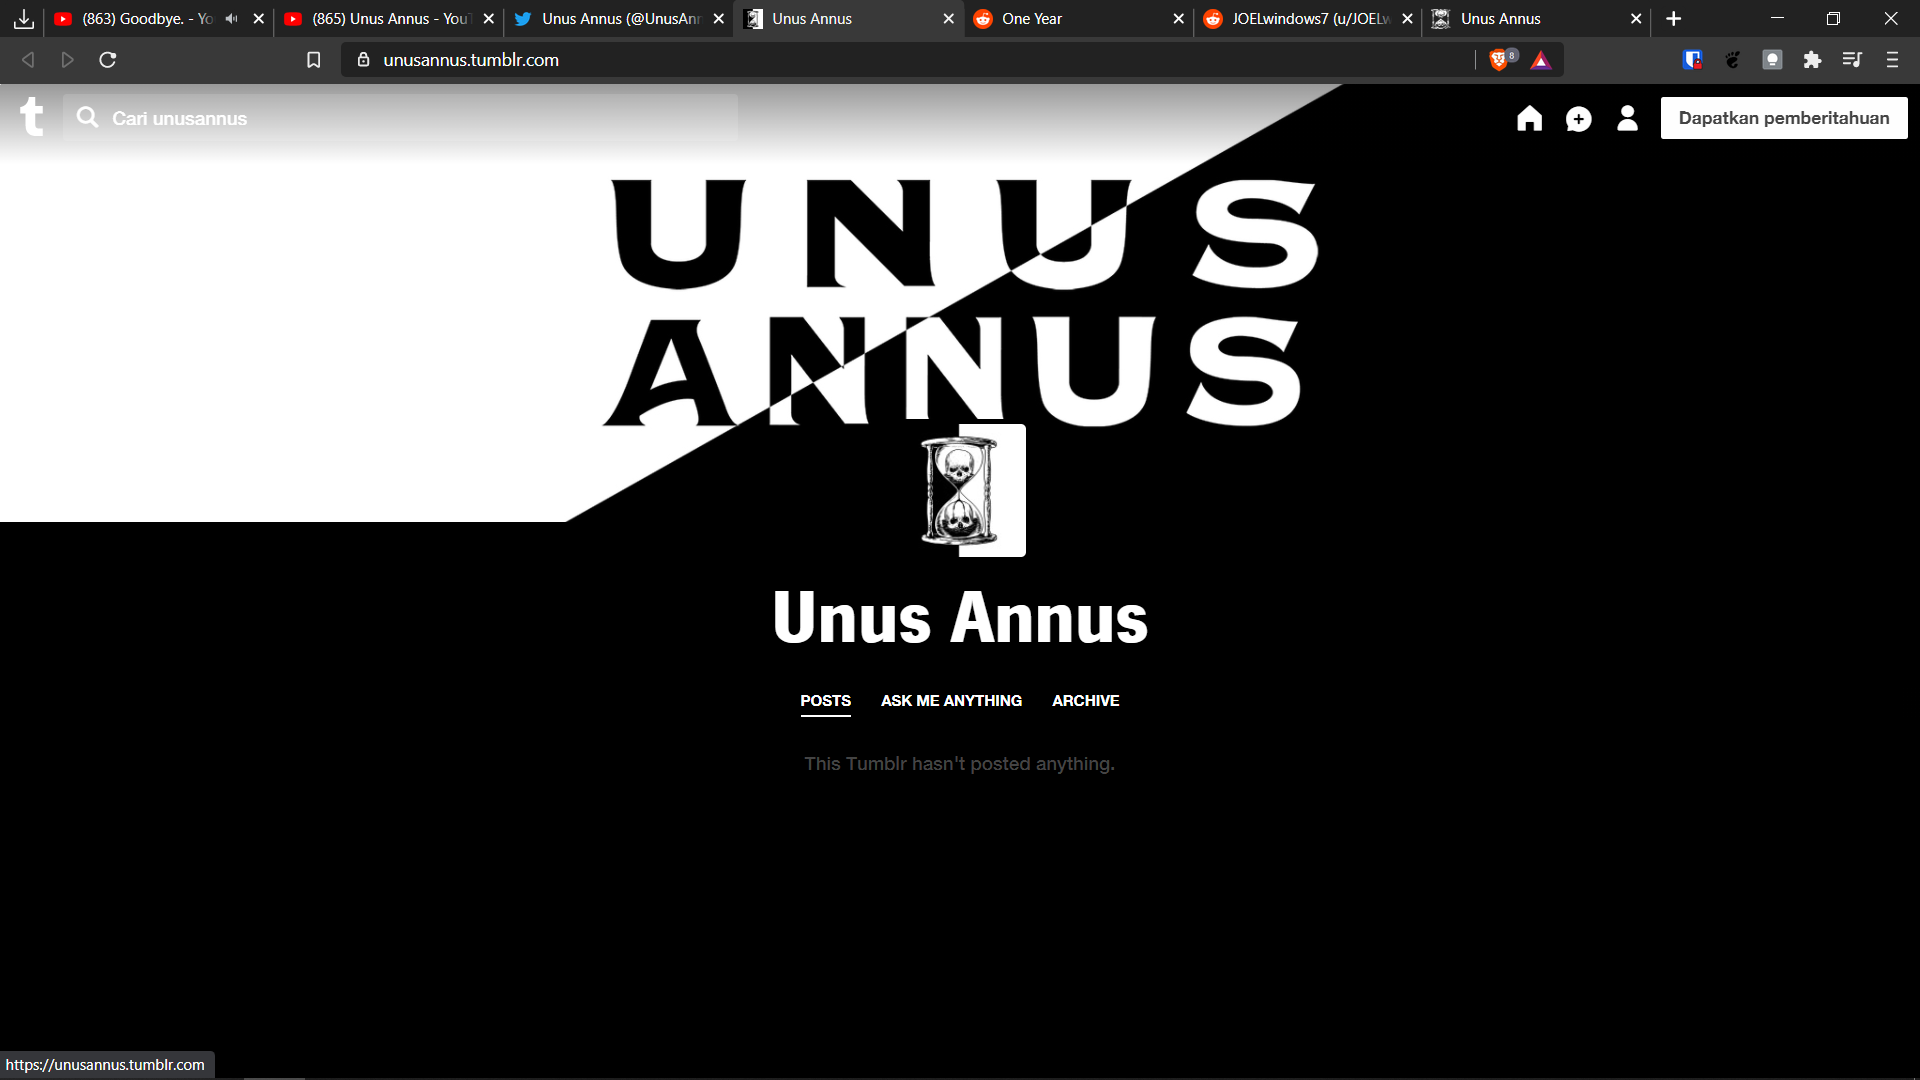 (863) Goodbye. - Yo
(865) Unus Annus - You
Unus Annus (@UnusAnn
Unus Annus
One Year
JOELwindows7 (u/JOELw
Unus Annus
unusannus.tumblr.com
8
t
Cari unusannus
Dapatkan pemberitahuan
UNUS
ANNUS
Unus Annus
POSTS ASK ME ANYTHING ARCHIVE
This Tumblr hasn't posted anything.
https://unusannus.tumblr.com